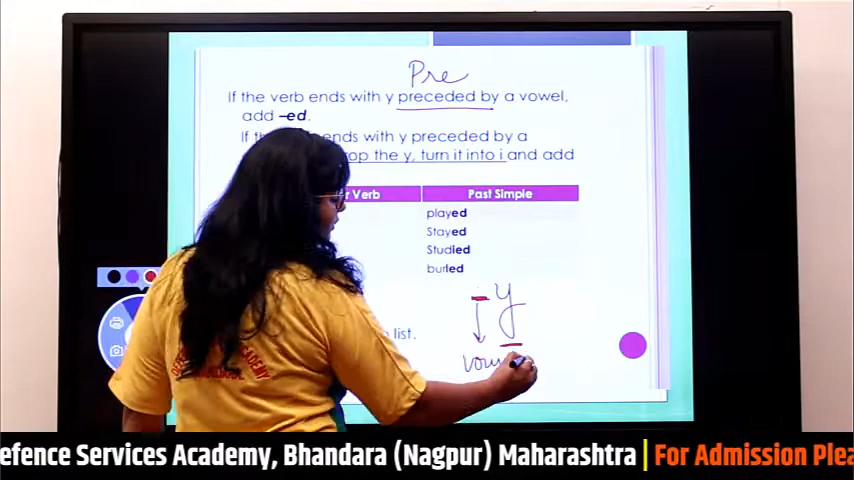 Pre
If the verb ends with y preceded by a vowel,
add –ed.
If ends with y preceded by a
the y, turn it into i and add
Verb Past Simple
played
Stayed
Studied
buried
- y
list.
efence Services Academy, Bhandara (Nagpur) Maharashtra | For Admission Plea